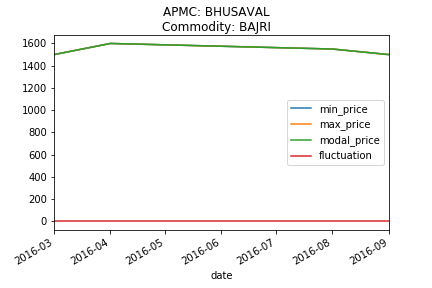 APMC: BHUSAVAL
Commodity: BAJRI
1600
1400
1200
1000
800
600
400
200
0
min_price
max_price
modal_price
fluctuation
2016-03
2016-04
2016-05
2016-06
2016-07
2016-08
2016-09
date